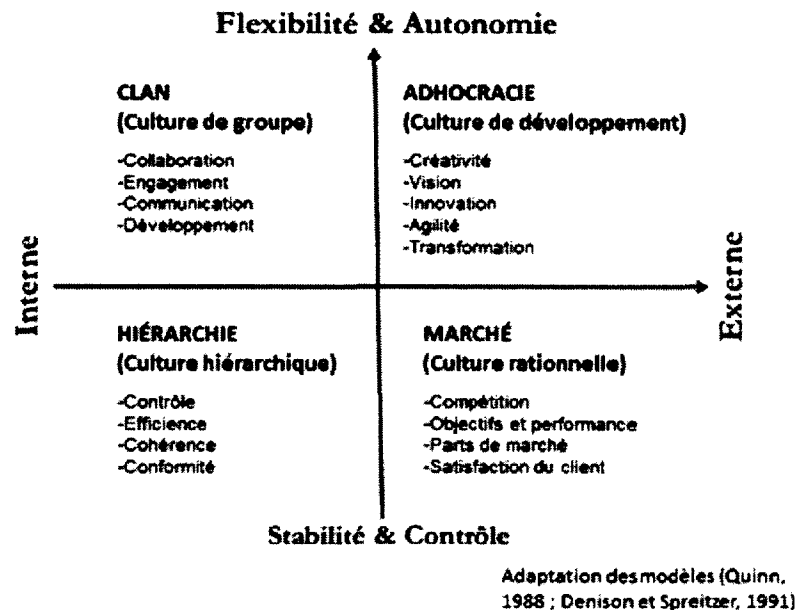 Flexibilité & Autonomie
CLAN
(Culture de groupe)
-Collaboration
-Engagement
-Communication
-Développement
ADHOCRACIE
(Culture de développement)
-Créativité
-Vision
-Innovation
-Agilité
-Transformation
Interne
Externe
HIÉRARCHIE
(Culture hiérarchique)
-Contrôle
-Efficience
-Cohérence
-Conformité
MARCHÉ
(Culture rationnelle)
-Compétition
-Objectifs et performance
-Parts de marché
-Satisfaction du client
Stabilité & Contrôle
Adaptation des modèles (Quinn,
1988 ; Denison et Spreitzer, 1991)